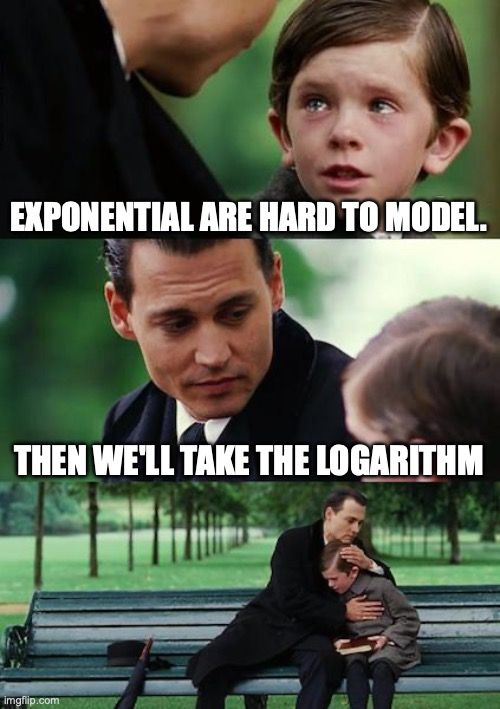 EXPONENTIAL ARE HARD TO MODEL.
THEN WE'LL TAKE THE LOGARITHM
imgflip.com